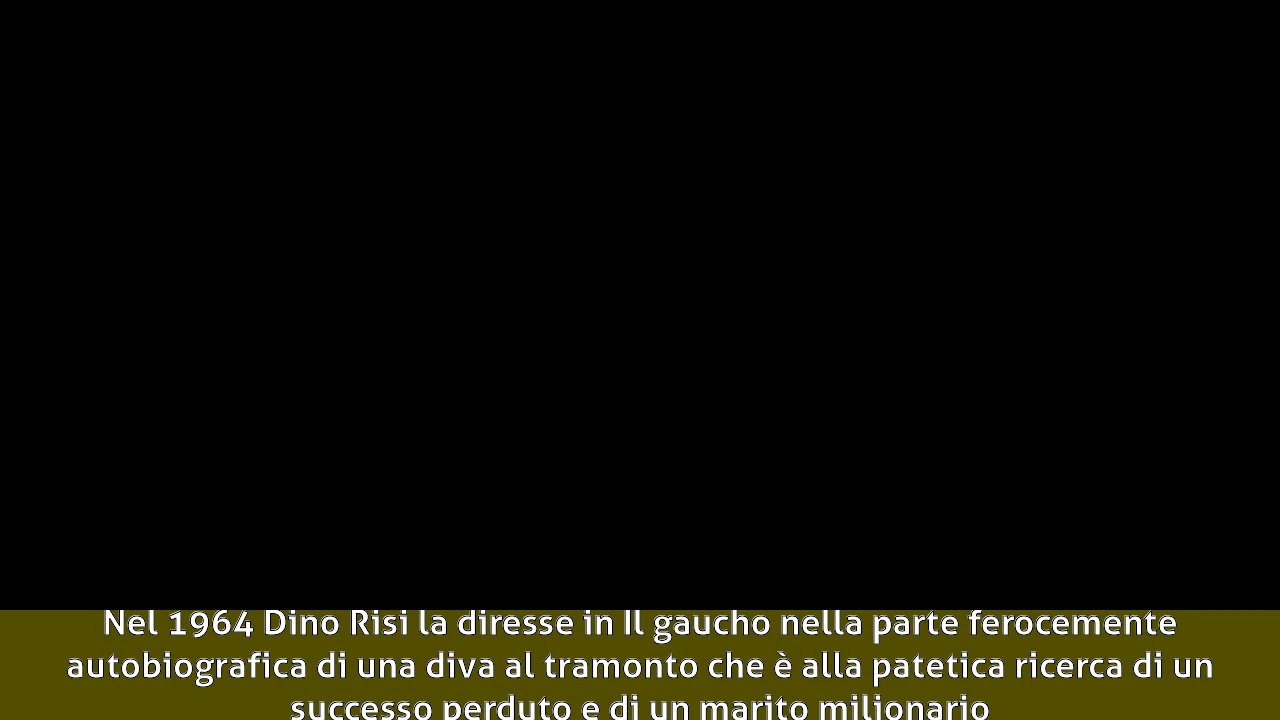 Nel 1964 Dino Risi la diresse in Il gaucho nella parte ferocemente
autobiografica di una diva al tramonto che è alla patetica ricerca di un
successo perduto e di un marito milionario